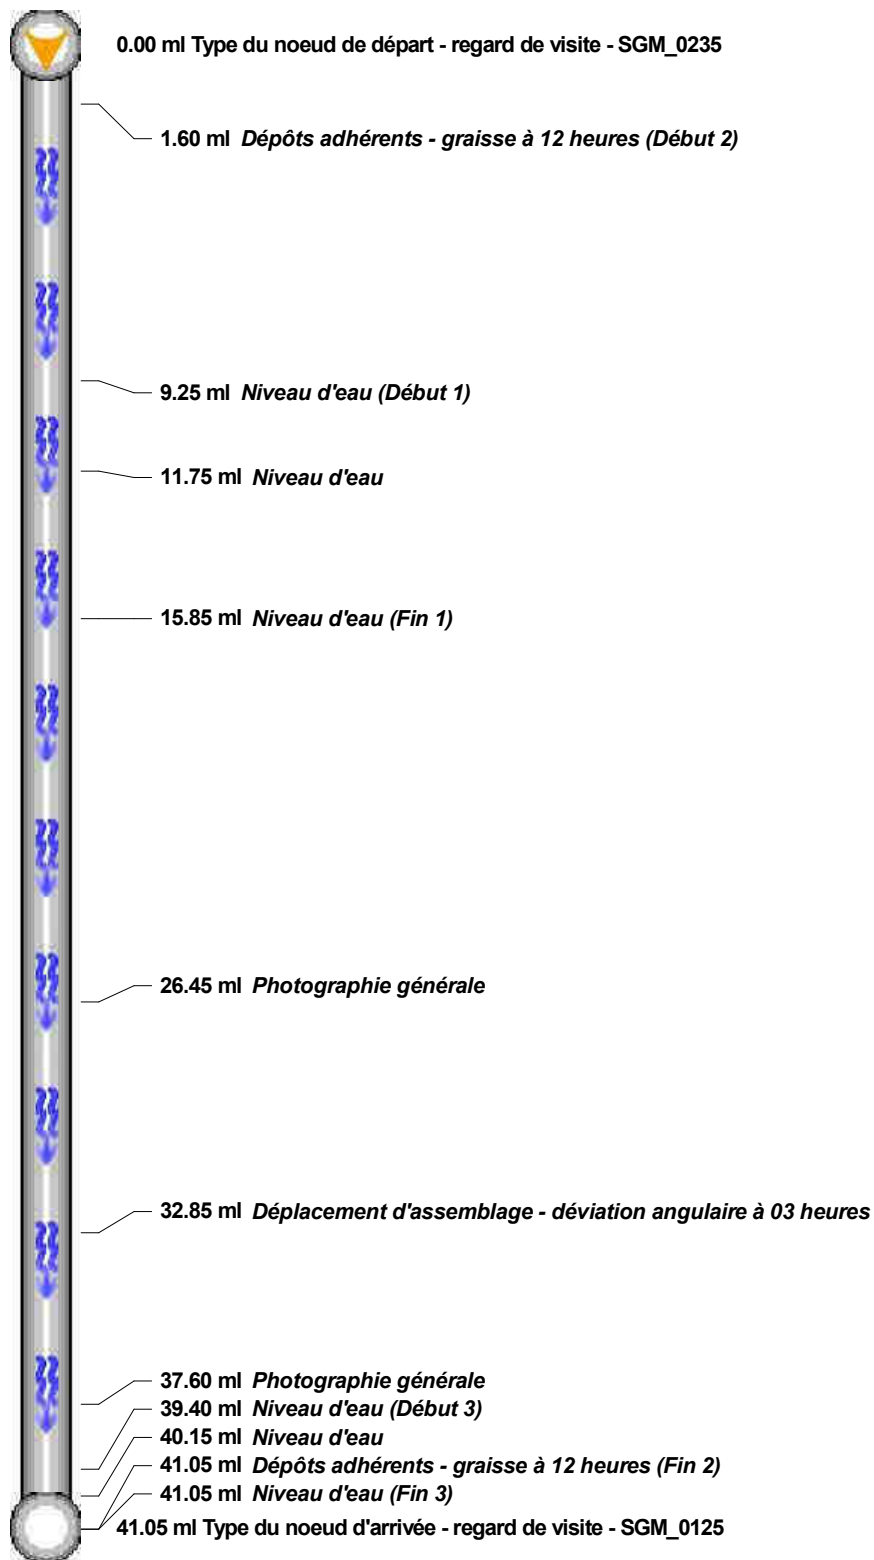 0.00 ml Type du noeud de départ - regard de visite - SGM_0235
1.60 ml Dépôts adhérents - graisse à 12 heures (Début 2)
9.25 ml Niveau d'eau (Début 1)
11.75 ml Niveau d'eau
15.85 ml Niveau d'eau (Fin 1)
26.45 ml Photographie générale
32.85 ml Déplacement d'assemblage - déviation angulaire à 03 heures
37.60 ml Photographie générale
39.40 ml Niveau d'eau (Début 3)
40.15 ml Niveau d'eau
41.05 ml Dépôts adhérents - graisse à 12 heures (Fin 2)
41.05 ml Niveau d'eau (Fin 3)
41.05 ml Type du noeud d'arrivée - regard de visite - SGM_0125